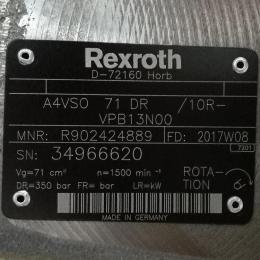 Rexroth
D-72160 Horb
A4VSO 71 DR /10R-
VPB13N00
MNR: R902424889 FD: 2017W08
7201
SN: 34966620
Vg=71 cm³ n=1500 min⁻¹ ROTA-
DR=350 bar FR= bar LR=kW TION
MADE IN GERMANY